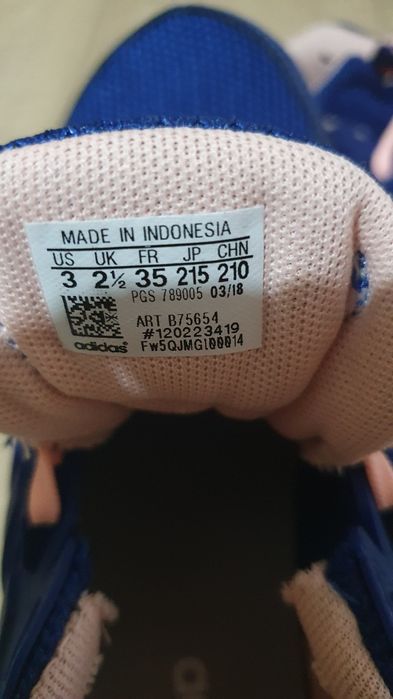 MADE IN INDONESIA
US UK FR JP CHN
3 2½ 35 215 210
PGS 789005 03/18
ART B75654
#120223419
adidas FW5QJMGL00014